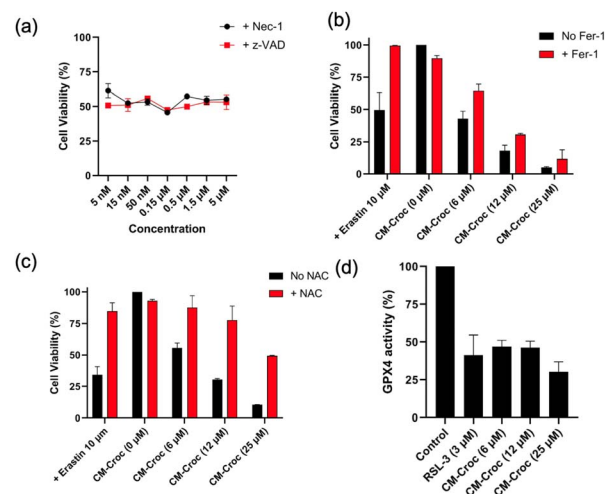 (a)
+ Nec-1
+ z-VAD
Cell Viability (%)
100
75
50
25
0
5 nM
15 nM
50 nM
0.15 µM
0.5 µM
1.5 µM
5 µM
Concentration
(b)
No Fer-1
+ Fer-1
Cell Viability (%)
100
75
50
25
0
+ Erastin 10 µM
CM-Croc (0 µM)
CM-Croc (6 µM)
CM-Croc (12 µM)
CM-Croc (25 µM)
(c)
No NAC
+ NAC
Cell Viability (%)
100
75
50
25
0
+ Erastin 10 µm
CM-Croc (0 µM)
CM-Croc (6 µM)
CM-Croc (12 µM)
CM-Croc (25 µM)
(d)
GPX4 activity (%)
100
75
50
25
0
Control
RSL-3 (3 µM)
CM-Croc (6 µM)
CM-Croc (12 µM)
CM-Croc (25 µM)